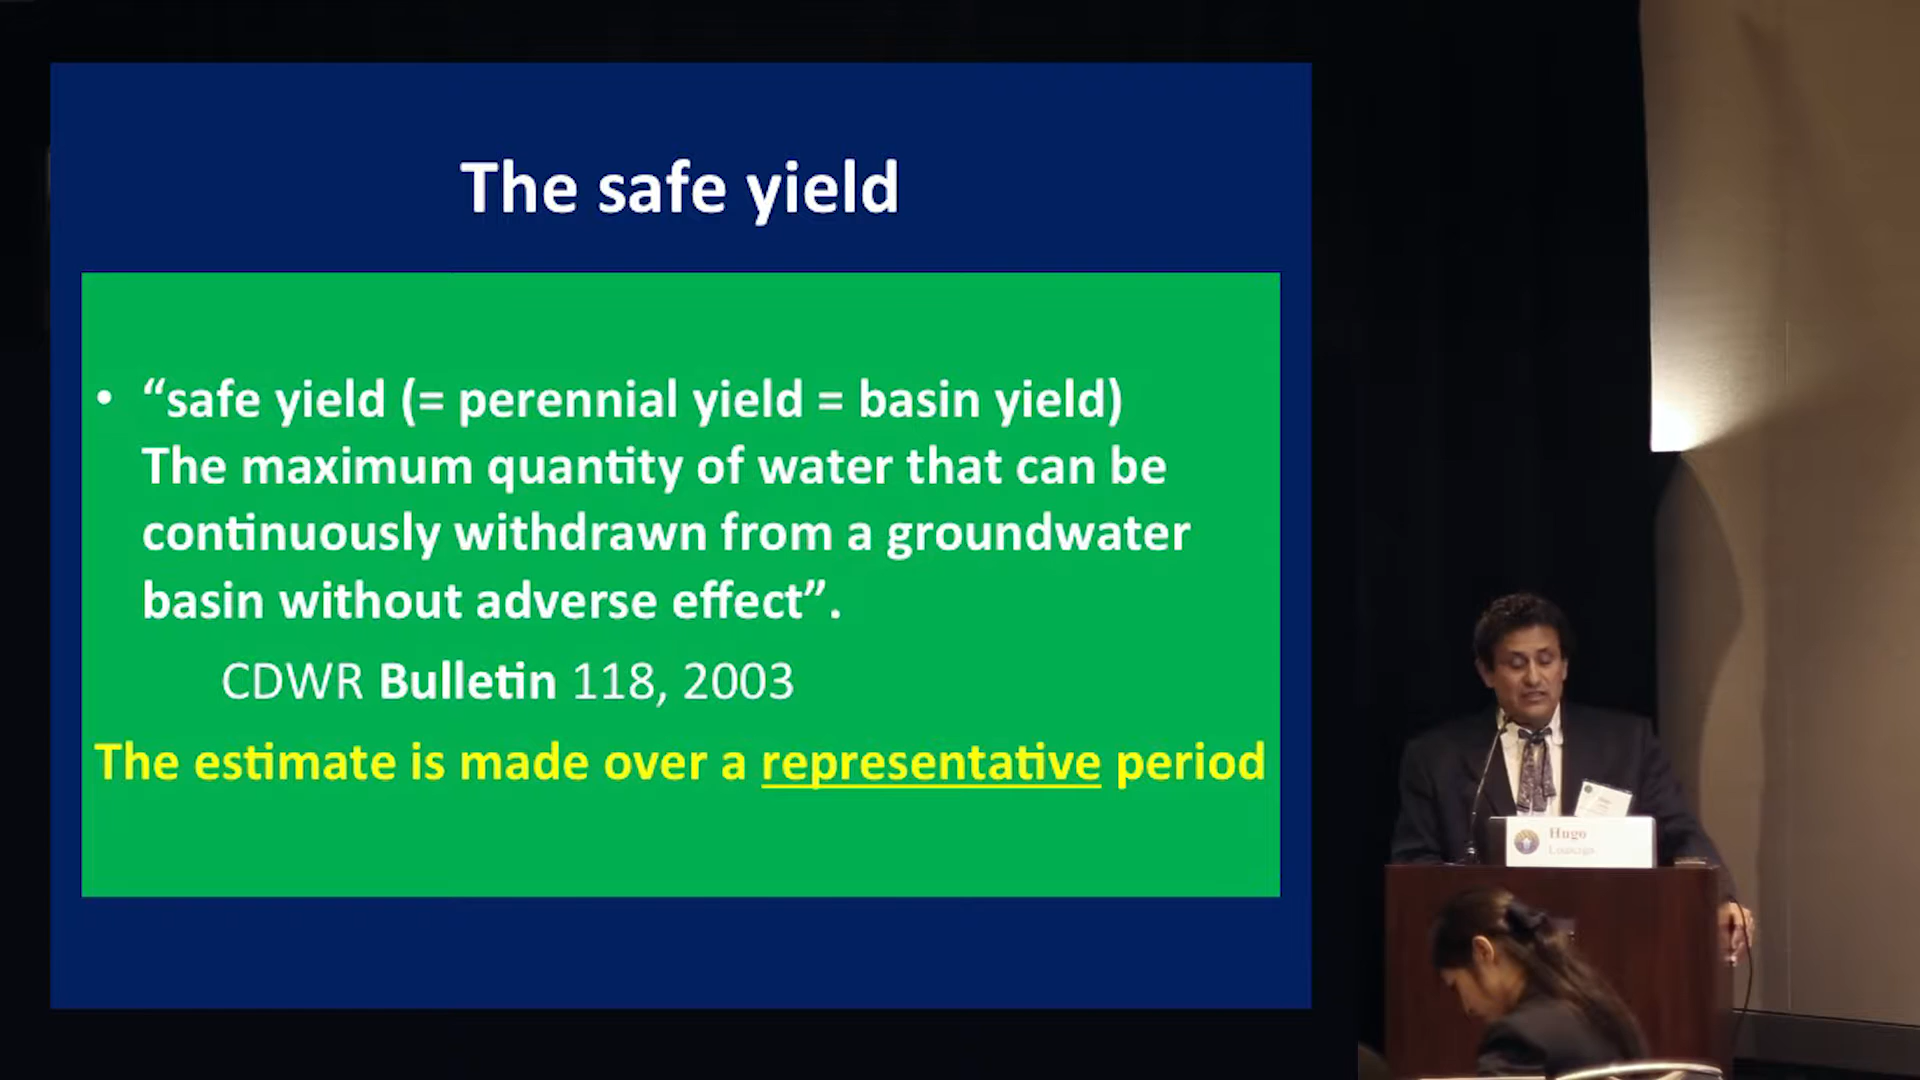 The safe yield
• “safe yield (= perennial yield = basin yield)
The maximum quantity of water that can be
continuously withdrawn from a groundwater
basin without adverse effect”.
CDWR Bulletin 118, 2003
The estimate is made over a representative period
Hugo